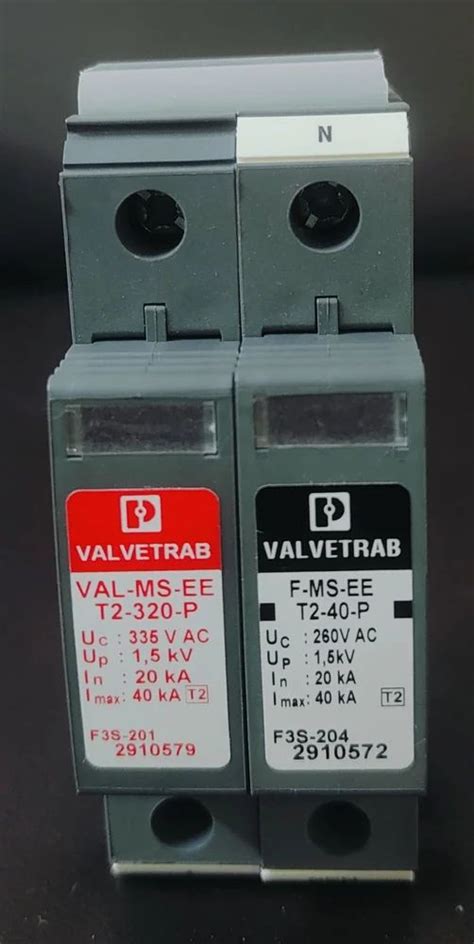 N
VALVETRAB
VAL-MS-EE
T2-320-P
Uc : 335 V AC
Up : 1,5 kV
In : 20 kA
Imax: 40 kA T2
F3S-201
2910579
VALVETRAB
F-MS-EE
T2-40-P
Uc : 260V AC
UP : 1,5kV
In : 20 kA
Imax: 40 kA T2
F3S-204
2910572